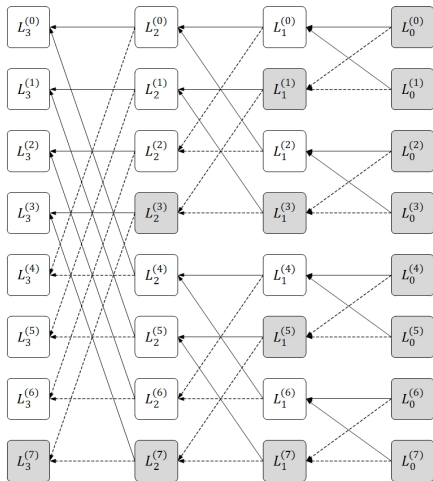 L_3^{(0)} L_2^{(0)} L_1^{(0)} L_0^{(0)}
L_3^{(1)} L_2^{(1)} L_1^{(1)} L_0^{(1)}
L_3^{(2)} L_2^{(2)} L_1^{(2)} L_0^{(2)}
L_3^{(3)} L_2^{(3)} L_1^{(3)} L_0^{(3)}
L_3^{(4)} L_2^{(4)} L_1^{(4)} L_0^{(4)}
L_3^{(5)} L_2^{(5)} L_1^{(5)} L_0^{(5)}
L_3^{(6)} L_2^{(6)} L_1^{(6)} L_0^{(6)}
L_3^{(7)} L_2^{(7)} L_1^{(7)} L_0^{(7)}